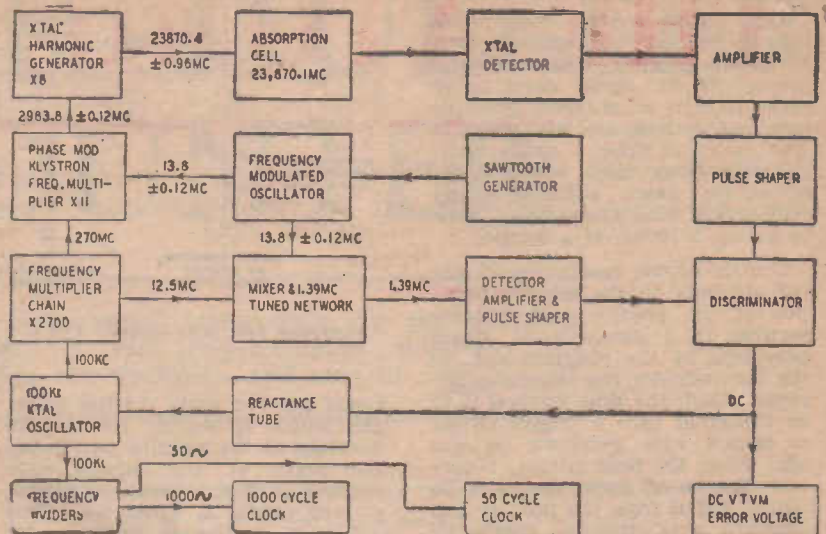 XTAL
HARMONIC
GENERATOR
X8
23870.4
± 0.96MC
ABSORPTION
CELL
23,870.1MC
XTAL
DETECTOR
AMPLIFIER
2983.8 ±0.12MC
PHASE MOD
KLYSTRON
FREQ. MULTI-
PLIER X11
13.8
±0.12MC
FREQUENCY
MODULATED
OSCILLATOR
SAWTOOTH
GENERATOR
PULSE SHAPER
270MC
13.8 ±0.12MC
FREQUENCY
MULTIPLIER
CHAIN
X2700
12.5MC
MIXER & 1.39MC
TUNED NETWORK
1.39MC
DETECTOR
AMPLIFIER &
PULSE SHAPER
DISCRIMINATOR
100KC
100KC
XTAL
OSCILLATOR
REACTANCE
TUBE
DC
100KC
50~
FREQUENCY
IVIDERS
1000~
1000 CYCLE
CLOCK
50 CYCLE
CLOCK
DC VTVM
ERROR VOLTAGE